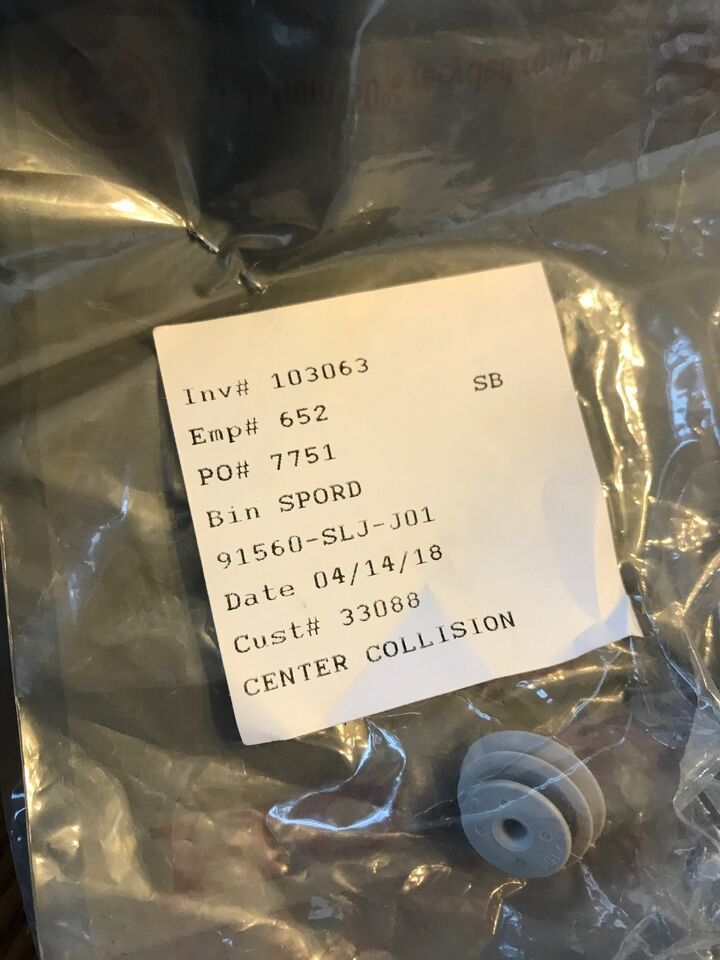 Inv# 103063
SB
Emp# 652
PO# 7751
Bin SPORD
91560-SLJ-J01
Date 04/14/18
Cust# 33088
CENTER COLLISION